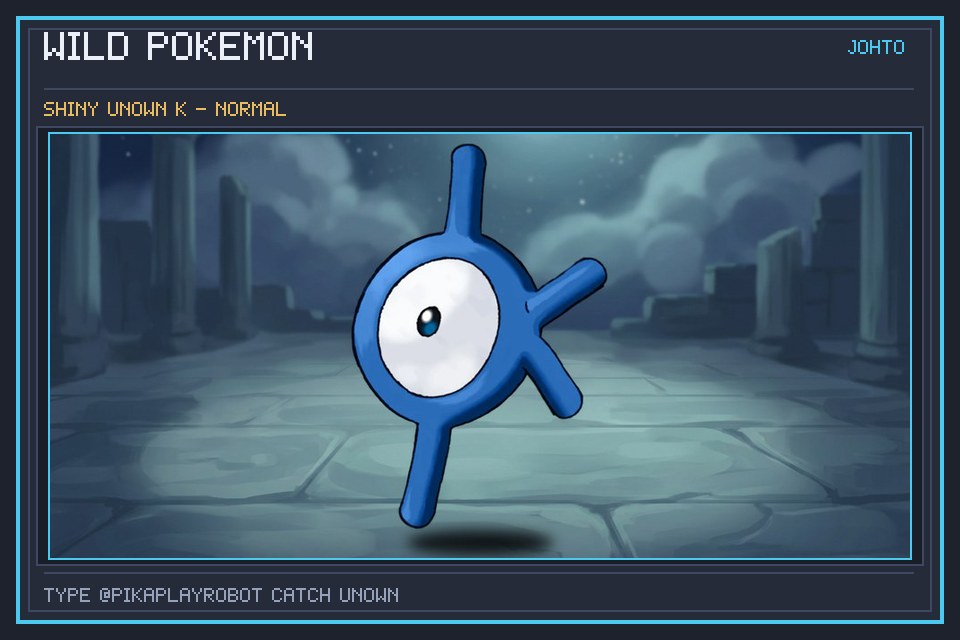 WILD POKEMON
JOHTO
SHINY UNOWN K - NORMAL
TYPE @PIKAPLAYROBOT CATCH UNOWN